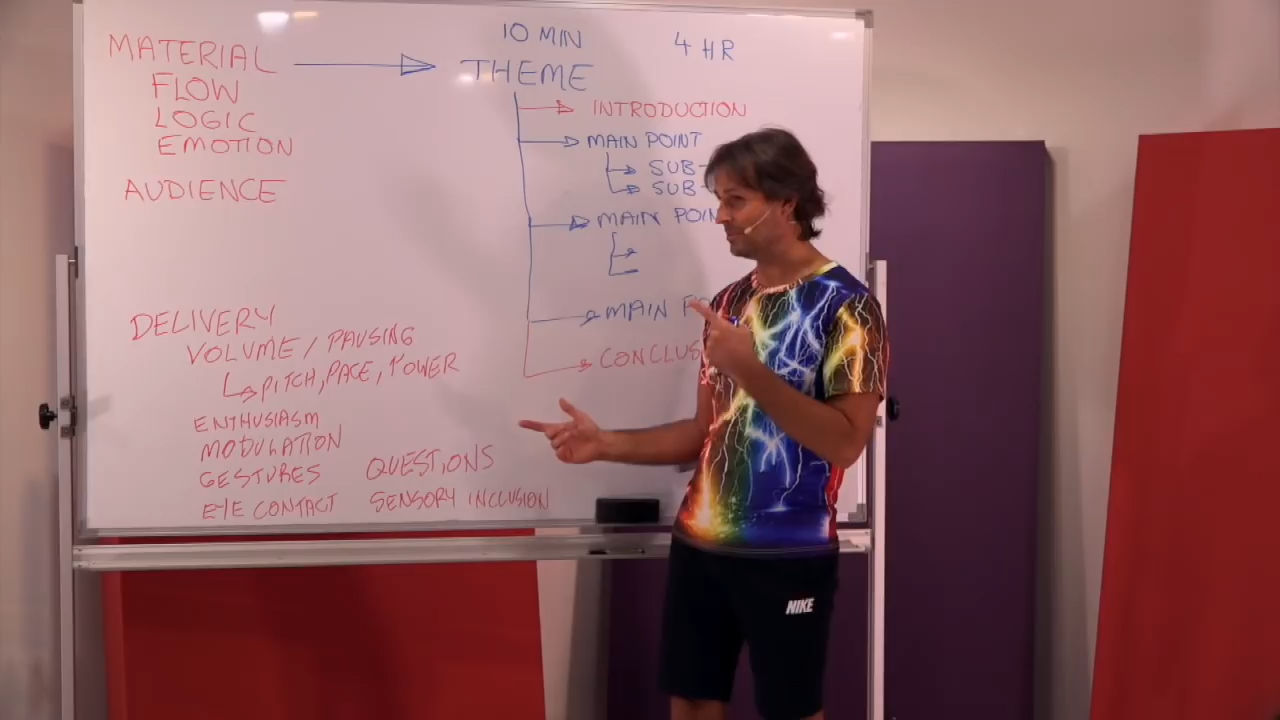 MATERIAL
FLOW
LOGIC
EMOTION
AUDIENCE
DELIVERY
VOLUME / PAUSING
PITCH, PACE, POWER
ENTHUSIASM
MODULATION
GESTURES
EYE CONTACT
QUESTIONS
SENSORY INCLUSION
10 MIN
4 HR
THEME
INTRODUCTION
MAIN POINT
SUB-
SUB-
MAIN POIN
MAIN
CONCLUS
NIKE